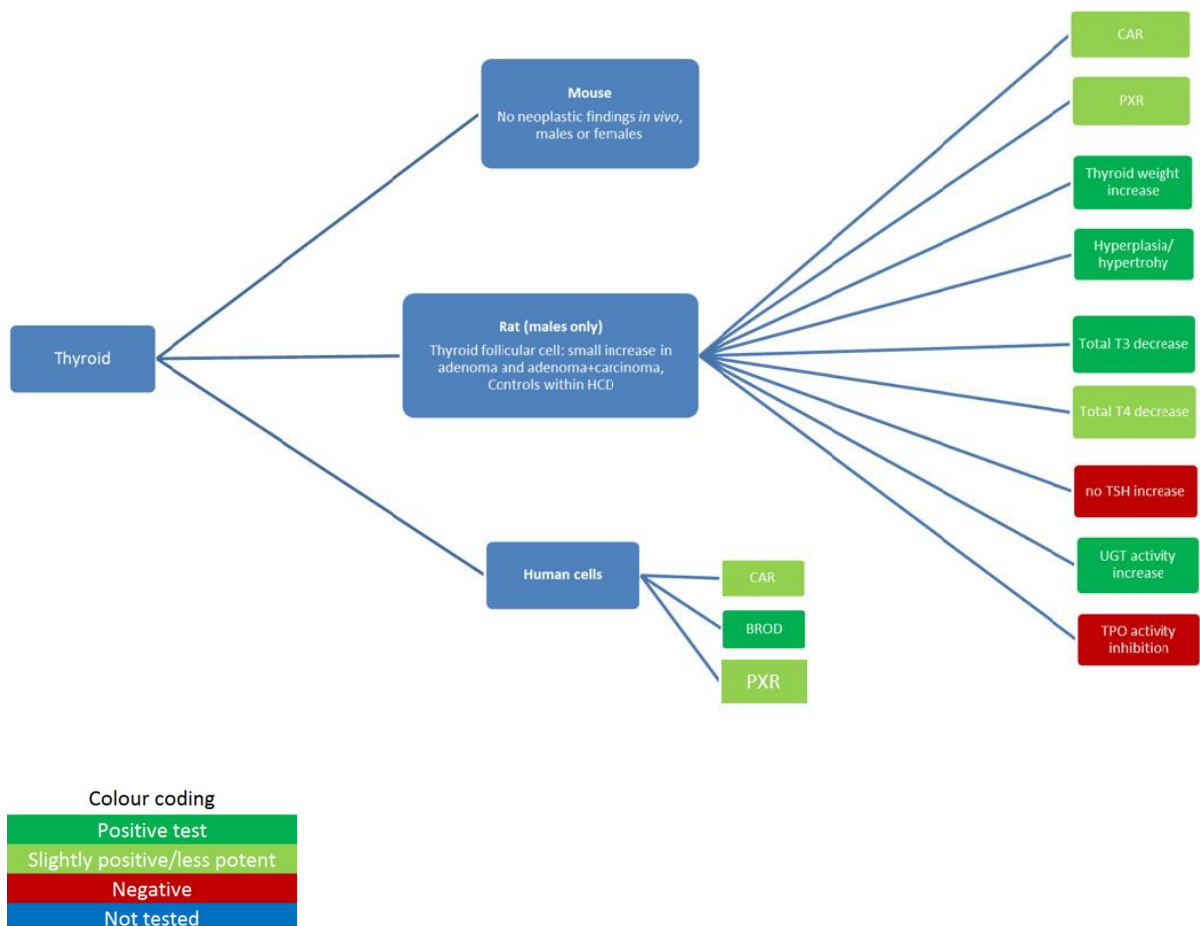 Thyroid
Mouse
No neoplastic findings in vivo,
males or females
Rat (males only)
Thyroid follicular cell: small increase in
adenoma and adenoma+carcinoma,
Controls within HCD
Human cells
CAR
BROD
PXR
CAR
PXR
Thyroid weight
increase
Hyperplasia/
hypertrohy
Total T3 decrease
Total T4 decrease
no TSH increase
UGT activity
increase
TPO activity
inhibition
Colour coding
Positive test
Slightly positive/less potent
Negative
Not tested